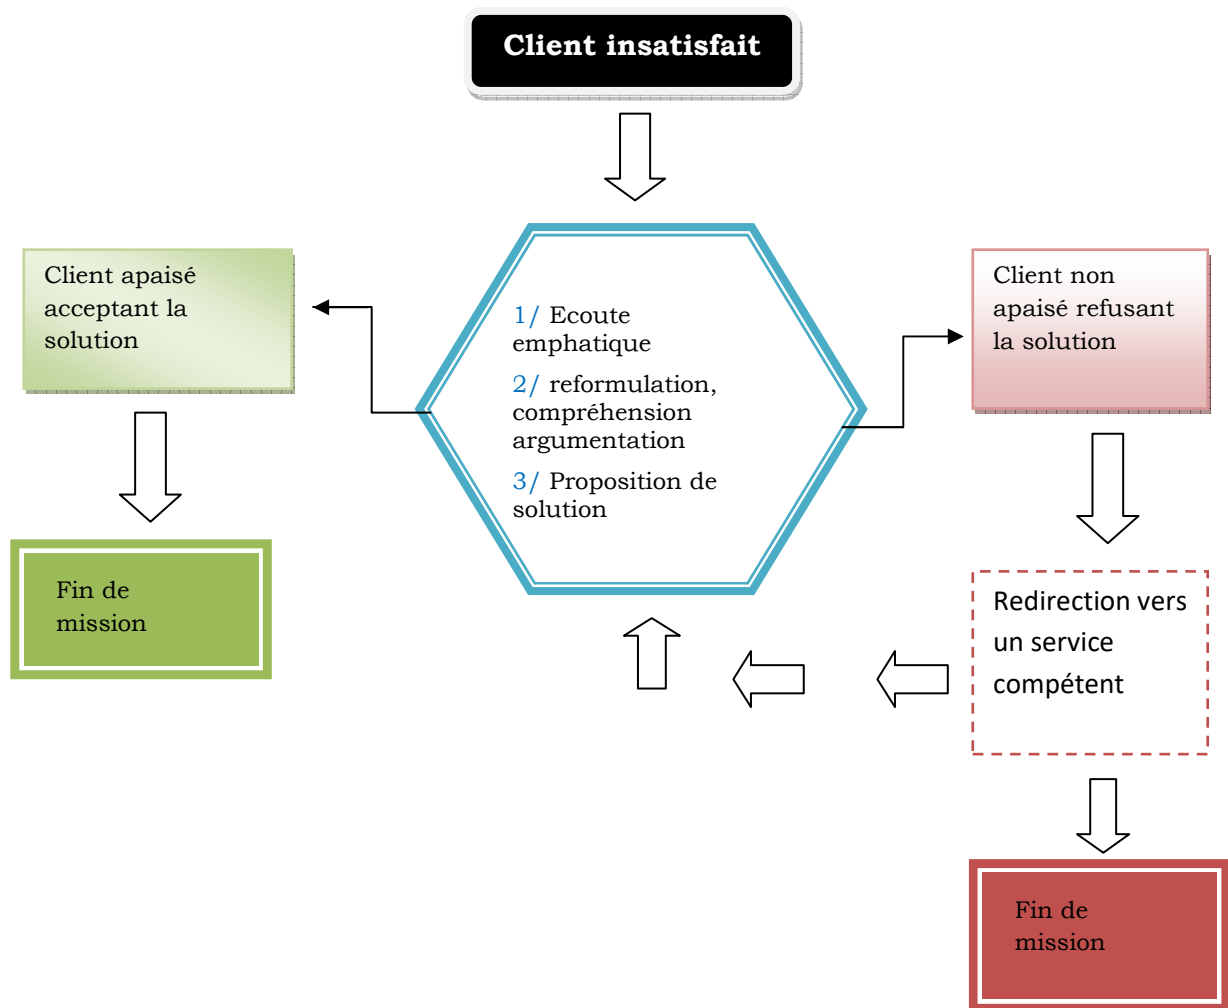 Client insatisfait
Client apaisé
acceptant la
solution
1/ Ecoute
emphatique
2/ reformulation,
compréhension
argumentation
3/ Proposition de
solution
Client non
apaisé refusant
la solution
Fin de
mission
Redirection vers
un service
compétent
Fin de
mission